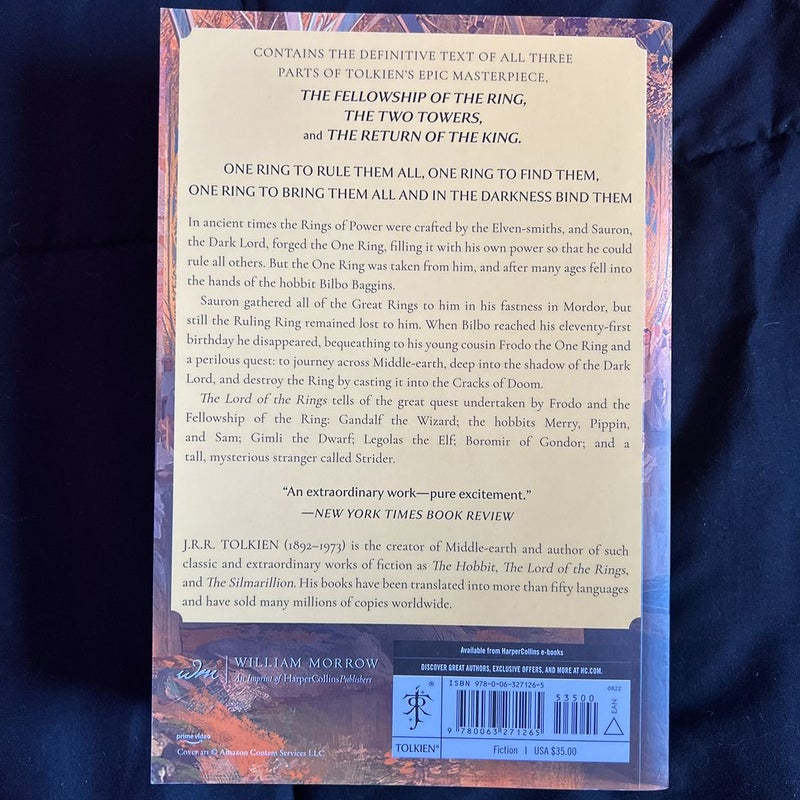 CONTAINS THE DEFINITIVE TEXT OF ALL THREE
PARTS OF TOLKIEN'S EPIC MASTERPIECE,
THE FELLOWSHIP OF THE RING,
THE TWO TOWERS,
and THE RETURN OF THE KING.
ONE RING TO RULE THEM ALL, ONE RING TO FIND THEM,
ONE RING TO BRING THEM ALL AND IN THE DARKNESS BIND THEM
In ancient times the Rings of Power were crafted by the Elven-smiths, and Sauron,
the Dark Lord, forged the One Ring, filling it with his own power so that he could
rule all others. But the One Ring was taken from him, and after many ages fell into
the hands of the hobbit Bilbo Baggins.
Sauron gathered all of the Great Rings to him in his fastness in Mordor, but
still the Ruling Ring remained lost to him. When Bilbo reached his eleventy-first
birthday he disappeared, bequeathing to his young cousin Frodo the One Ring and
a perilous quest: to journey across Middle-earth, deep into the shadow of the Dark
Lord, and destroy the Ring by casting it into the Cracks of Doom.
The Lord of the Rings tells of the great quest undertaken by Frodo and the
Fellowship of the Ring: Gandalf the Wizard; the hobbits Merry, Pippin,
and Sam; Gimli the Dwarf; Legolas the Elf; Boromir of Gondor; and a
tall, mysterious stranger called Strider.
"An extraordinary work—pure excitement."
—NEW YORK TIMES BOOK REVIEW
J.R.R. TOLKIEN (1892–1973) is the creator of Middle-earth and author of such
classic and extraordinary works of fiction as The Hobbit, The Lord of the Rings,
and The Silmarillion. His books have been translated into more than fifty languages
and have sold many millions of copies worldwide.
wm WILLIAM MORROW
An Imprint of HarperCollinsPublishers
prime video
Cover art © Amazon Content Services LLC
Available from HarperCollins e-books
DISCOVER GREAT AUTHORS, EXCLUSIVE OFFERS, AND MORE AT HC.COM.
ISBN 978-0-06-327126-5
53500
0822
EAN
9 780063 271265
TOLKIEN®
Fiction | USA $35.00